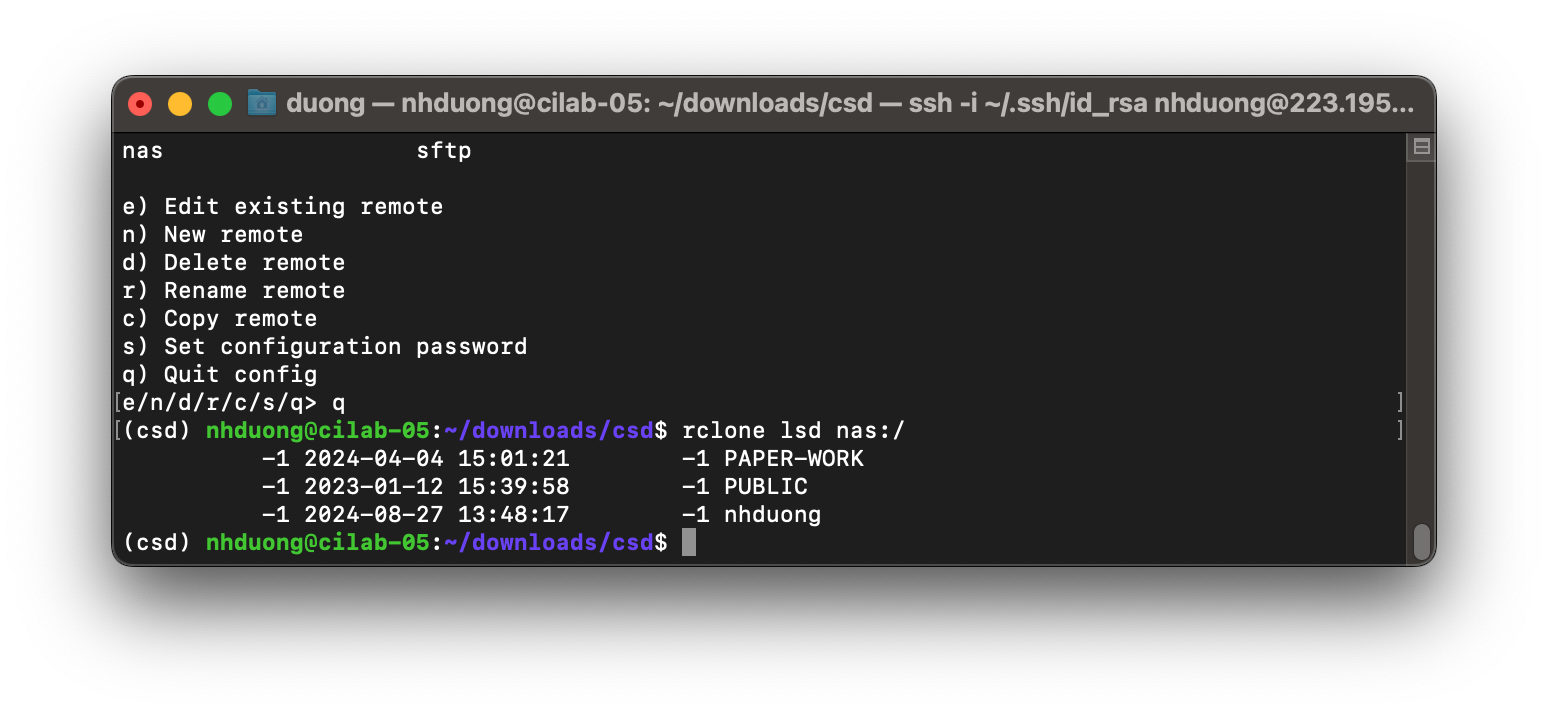 duong — nhduong@cilab-05: ~/downloads/csd — ssh -i ~/.ssh/id_rsa nhduong@223.195...
nas                  sftp
e) Edit existing remote
n) New remote
d) Delete remote
r) Rename remote
c) Copy remote
s) Set configuration password
q) Quit config
[e/n/d/r/c/s/q> q ]
[(csd) nhduong@cilab-05:~/downloads/csd$ rclone lsd nas:/ ]
          -1 2024-04-04 15:01:21        -1 PAPER-WORK
          -1 2023-01-12 15:39:58        -1 PUBLIC
          -1 2024-08-27 13:48:17        -1 nhduong
(csd) nhduong@cilab-05:~/downloads/csd$